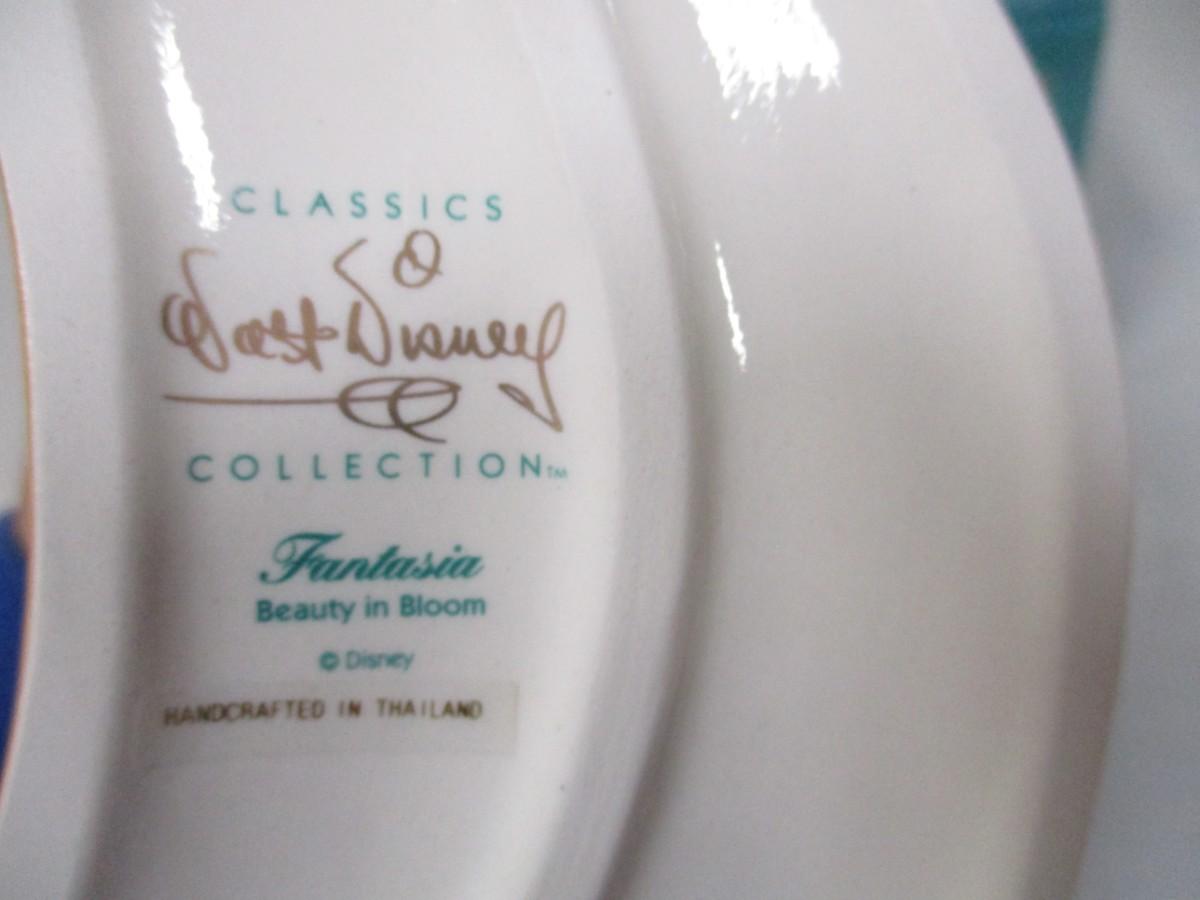 CLASSICS
Walt Disney
COLLECTION™
Fantasia
Beauty in Bloom
© Disney
HANDCRAFTED IN THAILAND